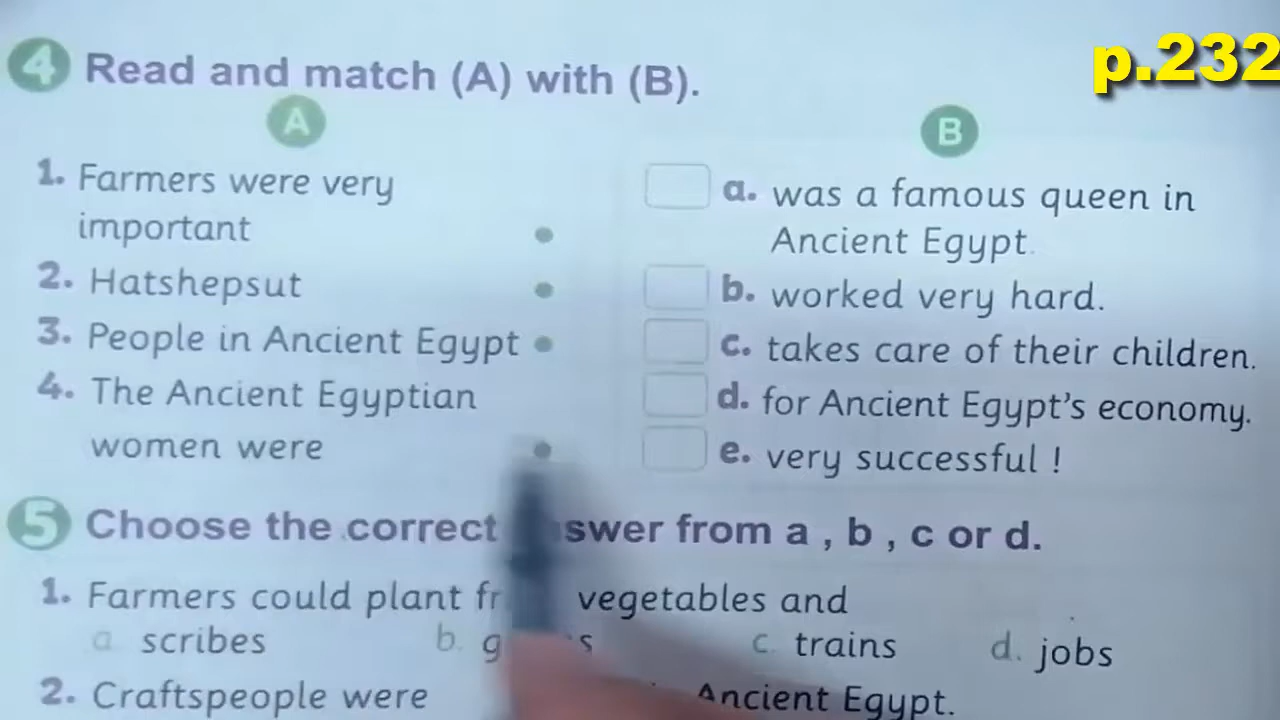 p.232
4 Read and match (A) with (B).
A
B
1. Farmers were very
important
2. Hatshepsut
3. People in Ancient Egypt
4. The Ancient Egyptian
women were
a. was a famous queen in
Ancient Egypt.
b. worked very hard.
c. takes care of their children.
d. for Ancient Egypt's economy.
e. very successful !
5 Choose the correct swer from a , b , c or d.
1. Farmers could plant fr vegetables and
a. scribes b. g s c. trains d. jobs
2. Craftspeople were Ancient Egypt.